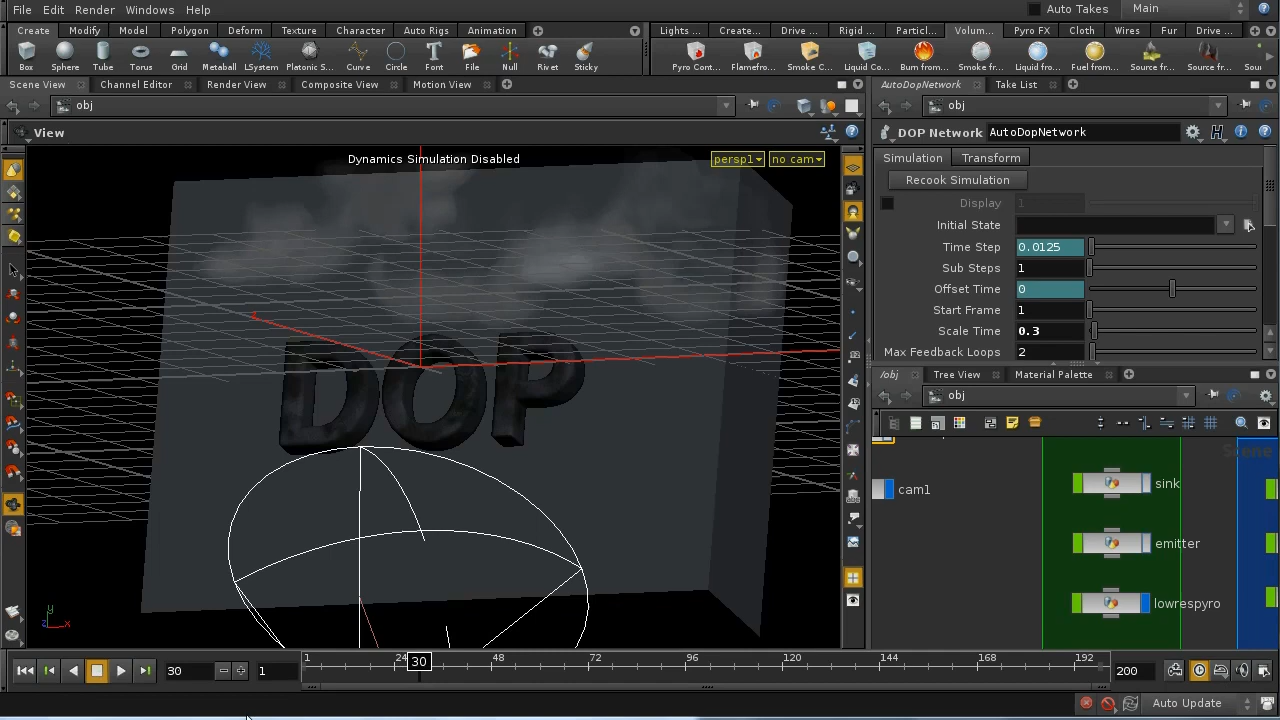 File Edit Render Windows Help Auto Takes Main
Create Modify Model Polygon Deform Texture Character Auto Rigs Animation Lights ... Create... Drive ... Rigid ... Particl... Volum... Pyro FX Cloth Wires Fur Drive ...
Box Sphere Tube Torus Grid Metaball LSystem Platonic S... Curve Circle Font File Null Rivet Sticky Pyro Cont... Flamefro... Smoke C... Liquid Co... Burn from... Smoke fr... Liquid fro... Fuel from... Source fr... Source fr... Sou
Scene View Channel Editor Render View Composite View Motion View AutoDopNetwork Take List
obj obj
View DOP Network AutoDopNetwork
Dynamics Simulation Disabled persp1 no cam
Simulation Transform
Recook Simulation
Display 1
Initial State
Time Step 0.0125
Sub Steps 1
Offset Time 0
Start Frame 1
Scale Time 0.3
Max Feedback Loops 2
/obj Tree View Material Palette
obj
DOP
Scene
sink
cam1
emitter
lowrespyro
y
z x
30 1 1 24 30 48 72 96 120 144 168 192 200
Auto Update